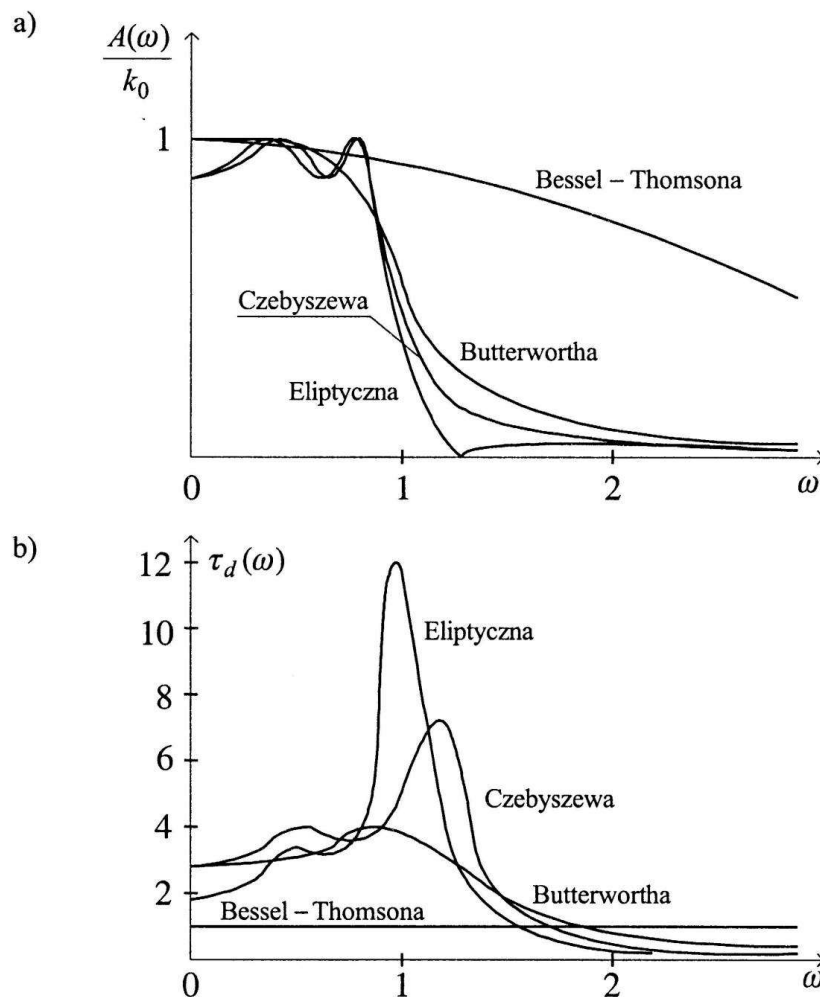 a)
A(ω)
k₀
1
Bessel – Thomsona
Czebyszewa
Butterwortha
Eliptyczna
0
1
2
ω
b)
12
τ_d(ω)
Eliptyczna
10
8
6
Czebyszewa
4
2
Butterwortha
Bessel – Thomsona
0
1
2
ω